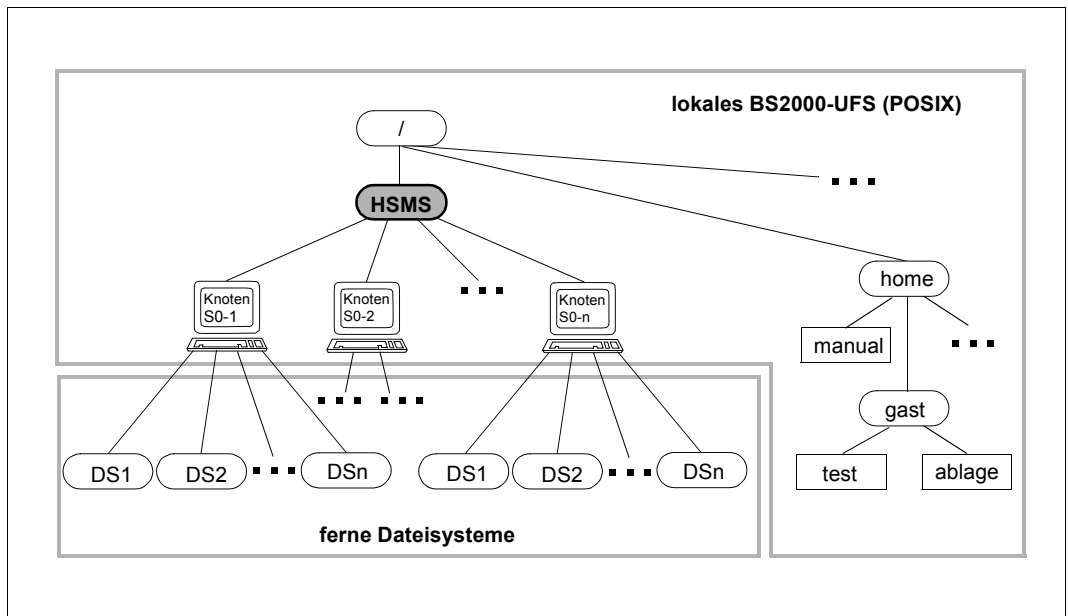 lokales BS2000-UFS (POSIX)
/
HSMS
home
Knoten
S0-1
Knoten
S0-2
Knoten
S0-n
manual
gast
DS1
DS2
DSn
DS1
DS2
DSn
test
ablage
ferne Dateisysteme